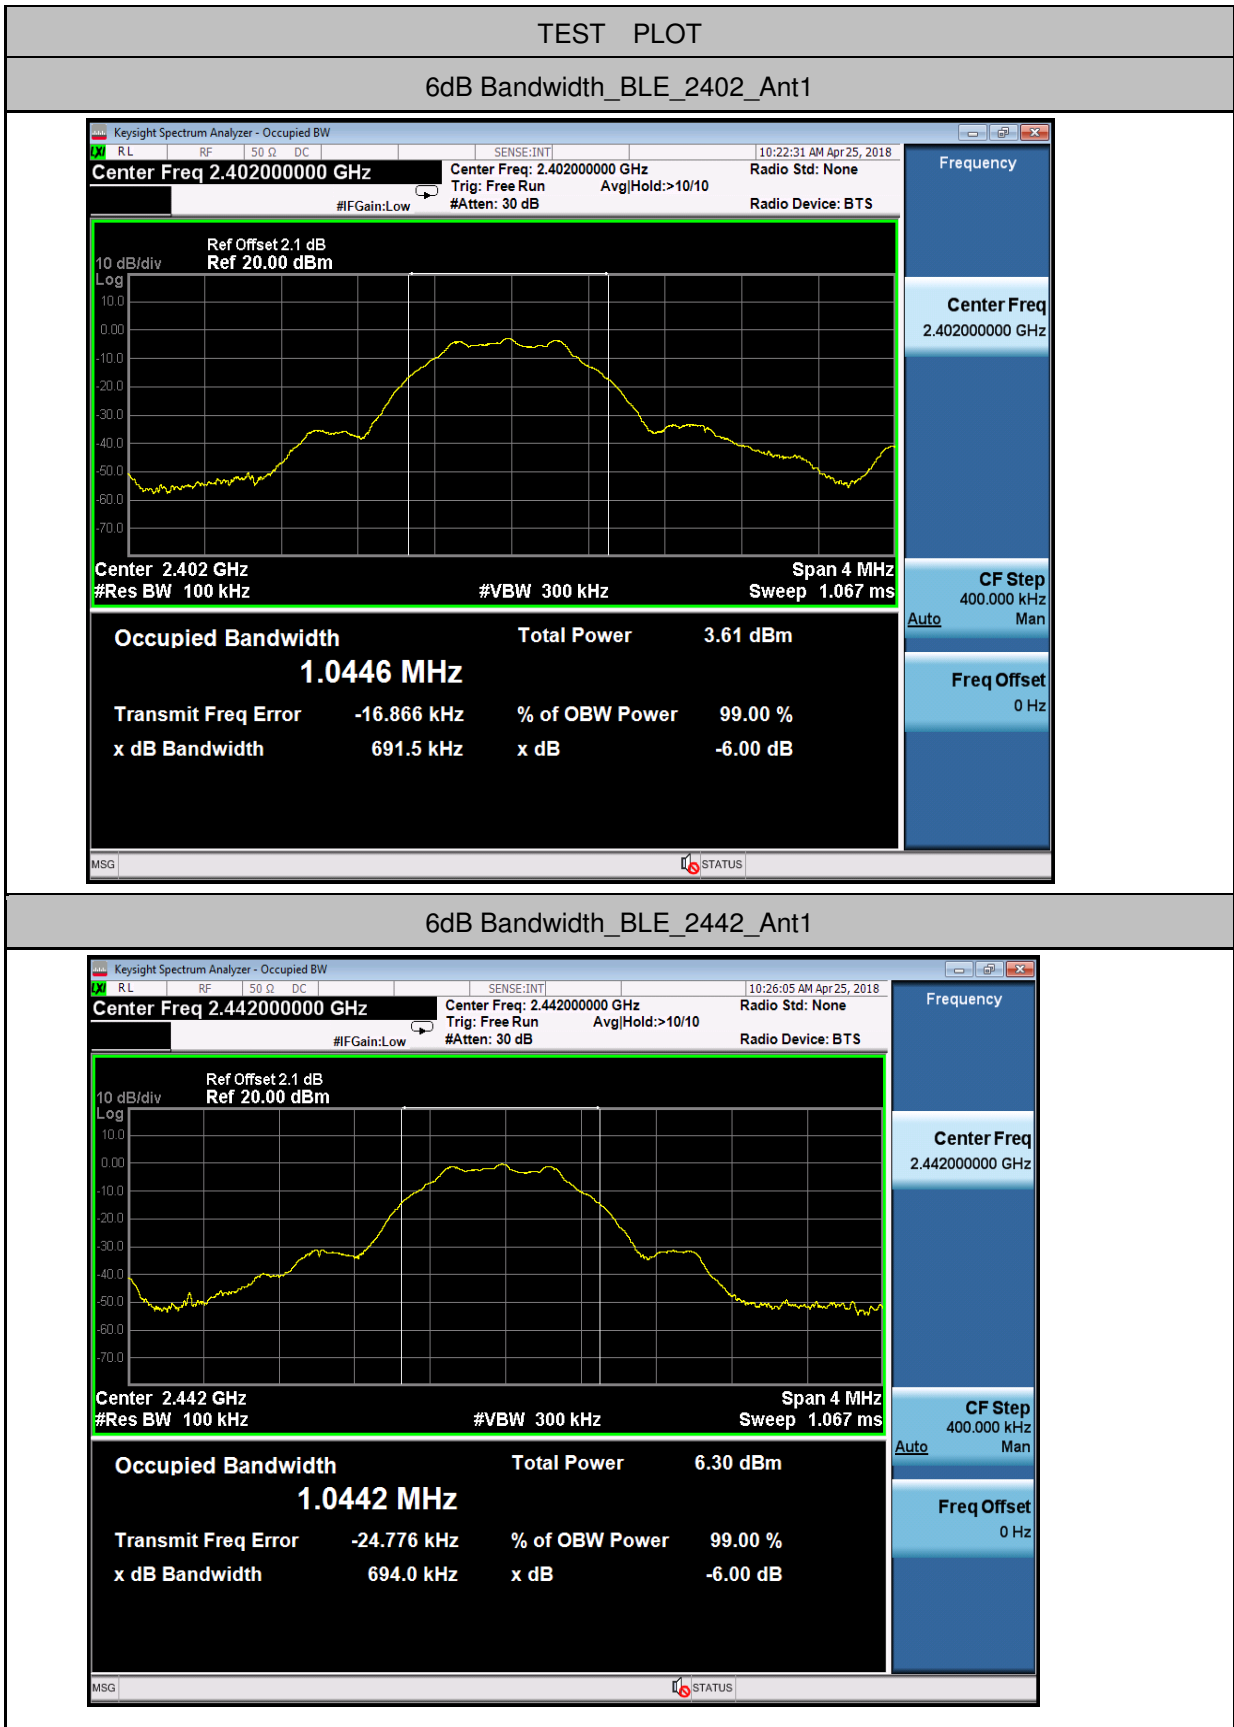 TEST PLOT
6dB Bandwidth_BLE_2402_Ant1
Keysight Spectrum Analyzer - Occupied BW
LXI RL RF 50 Ω DC SENSE:INT 10:22:31 AM Apr 25, 2018
Center Freq 2.402000000 GHz
Center Freq: 2.402000000 GHz Radio Std: None
Trig: Free Run Avg|Hold:>10/10
#IFGain:Low #Atten: 30 dB Radio Device: BTS
Frequency
Ref Offset 2.1 dB
10 dB/div Ref 20.00 dBm
Log
10.0
0.00
-10.0
-20.0
-30.0
-40.0
-50.0
-60.0
-70.0
Center 2.402 GHz Span 4 MHz
#Res BW 100 kHz #VBW 300 kHz Sweep 1.067 ms
Center Freq
2.402000000 GHz
CF Step
400.000 kHz
Auto Man
Freq Offset
0 Hz
Occupied Bandwidth Total Power 3.61 dBm
1.0446 MHz
Transmit Freq Error -16.866 kHz % of OBW Power 99.00 %
x dB Bandwidth 691.5 kHz x dB -6.00 dB
MSG STATUS
6dB Bandwidth_BLE_2442_Ant1
Keysight Spectrum Analyzer - Occupied BW
LXI RL RF 50 Ω DC SENSE:INT 10:26:05 AM Apr 25, 2018
Center Freq 2.442000000 GHz
Center Freq: 2.442000000 GHz Radio Std: None
Trig: Free Run Avg|Hold:>10/10
#IFGain:Low #Atten: 30 dB Radio Device: BTS
Frequency
Ref Offset 2.1 dB
10 dB/div Ref 20.00 dBm
Log
10.0
0.00
-10.0
-20.0
-30.0
-40.0
-50.0
-60.0
-70.0
Center 2.442 GHz Span 4 MHz
#Res BW 100 kHz #VBW 300 kHz Sweep 1.067 ms
Center Freq
2.442000000 GHz
CF Step
400.000 kHz
Auto Man
Freq Offset
0 Hz
Occupied Bandwidth Total Power 6.30 dBm
1.0442 MHz
Transmit Freq Error -24.776 kHz % of OBW Power 99.00 %
x dB Bandwidth 694.0 kHz x dB -6.00 dB
MSG STATUS